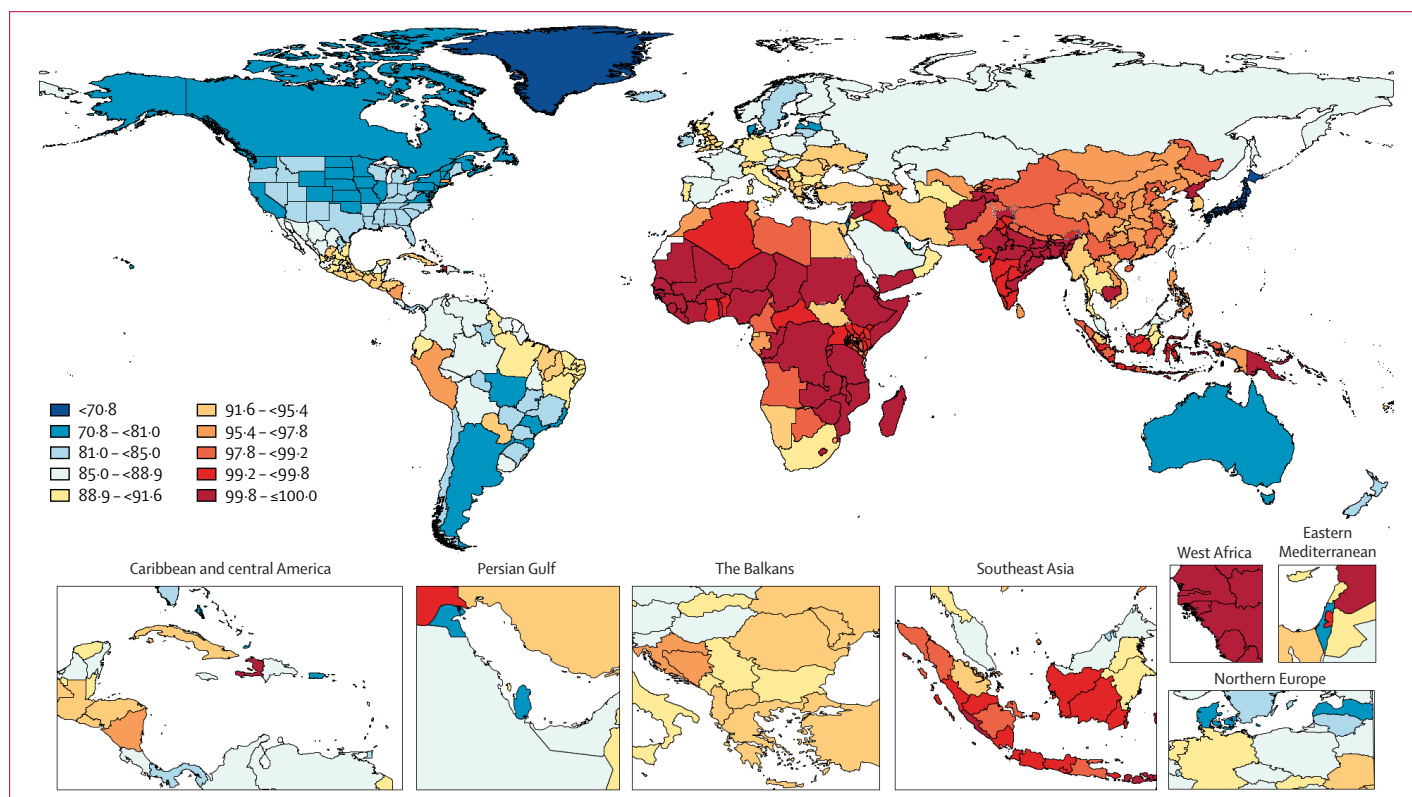 <70·8
70·8 – <81·0
81·0 – <85·0
85·0 – <88·9
88·9 – <91·6
91·6 – <95·4
95·4 – <97·8
97·8 – <99·2
99·2 – <99·8
99·8 – ≤100·0
Caribbean and central America
Persian Gulf
The Balkans
Southeast Asia
West Africa
Eastern
Mediterranean
Northern Europe